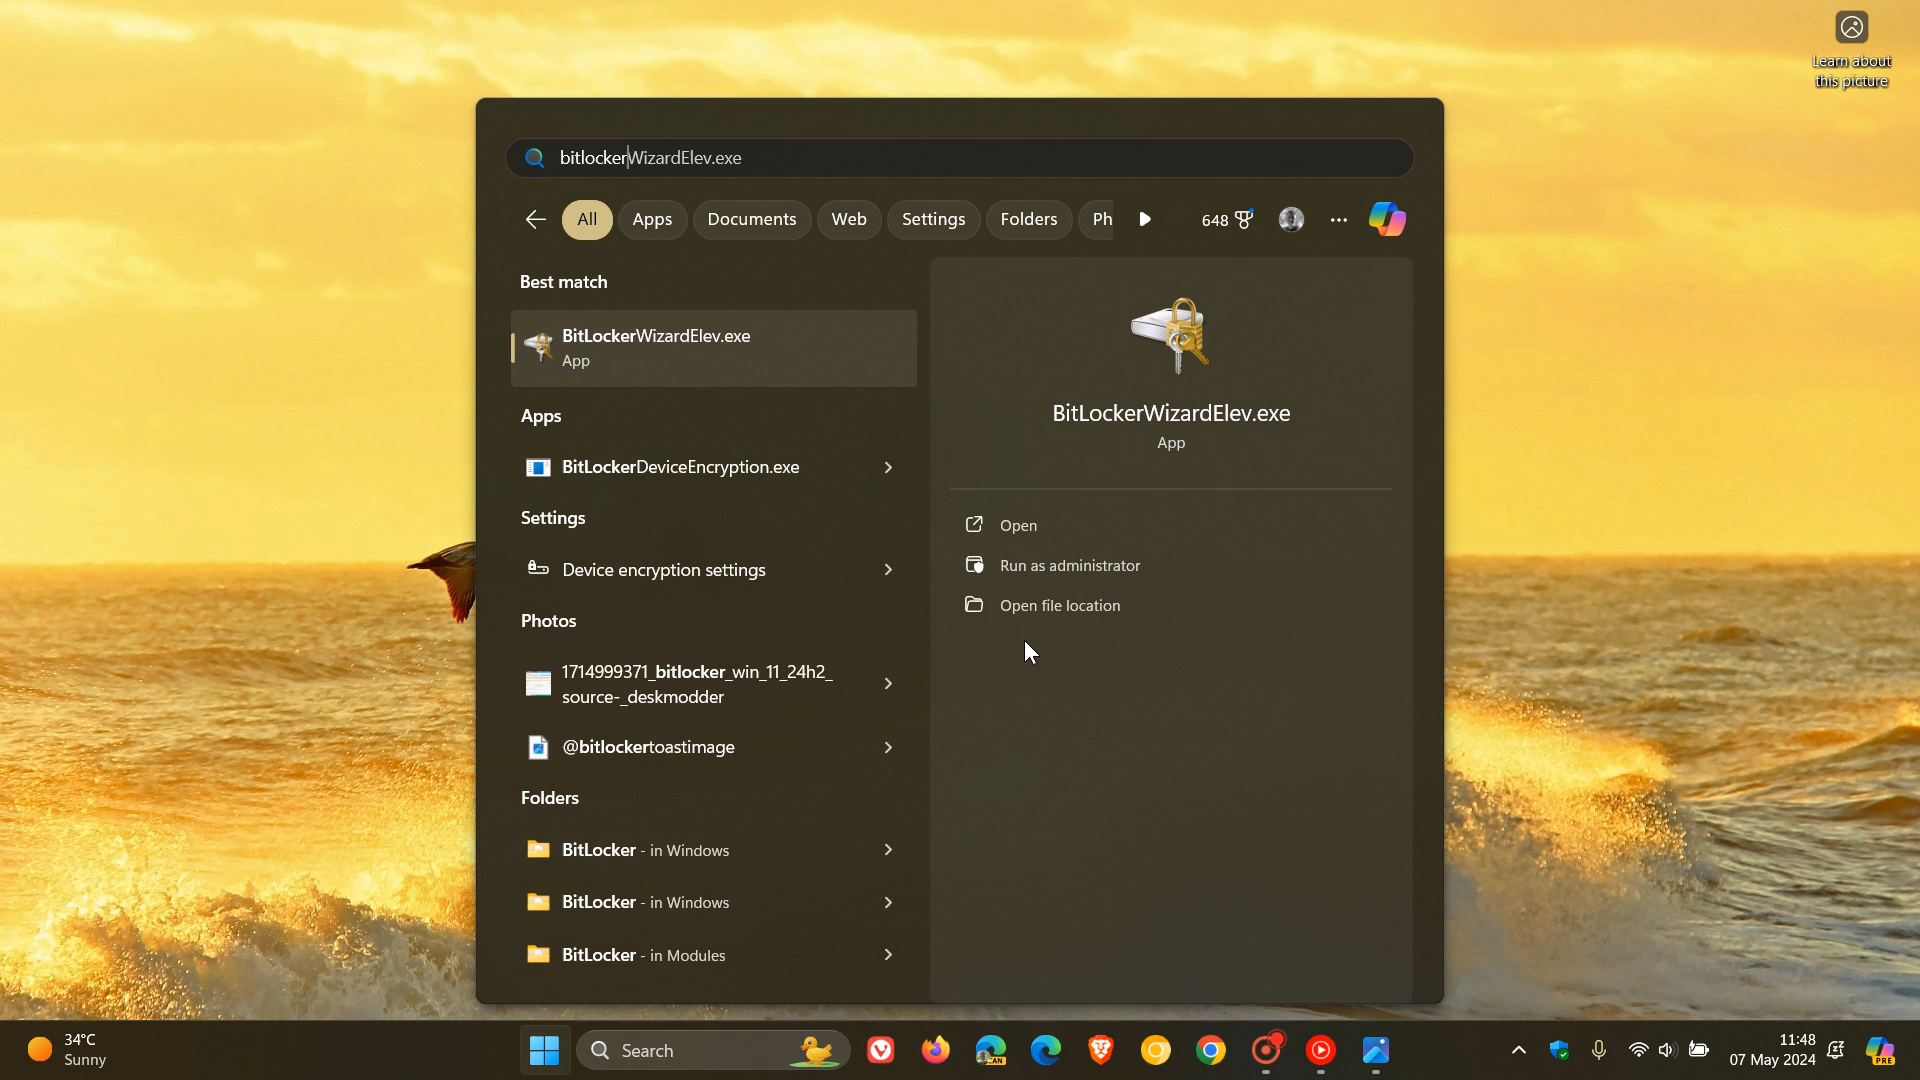 Learn about
this picture
bitlockerWizardElev.exe
All
Apps
Documents
Web
Settings
Folders
Ph
648
Best match
BitLockerWizardElev.exe
App
Apps
BitLockerDeviceEncryption.exe
Settings
Device encryption settings
Photos
1714999371_bitlocker_win_11_24h2_
source-_deskmodder
@bitlockertoastimage
Folders
BitLocker - in Windows
BitLocker - in Windows
BitLocker - in Modules
BitLockerWizardElev.exe
App
Open
Run as administrator
Open file location
34°C
Sunny
Search
CAN
11:48
07 May 2024
PRE